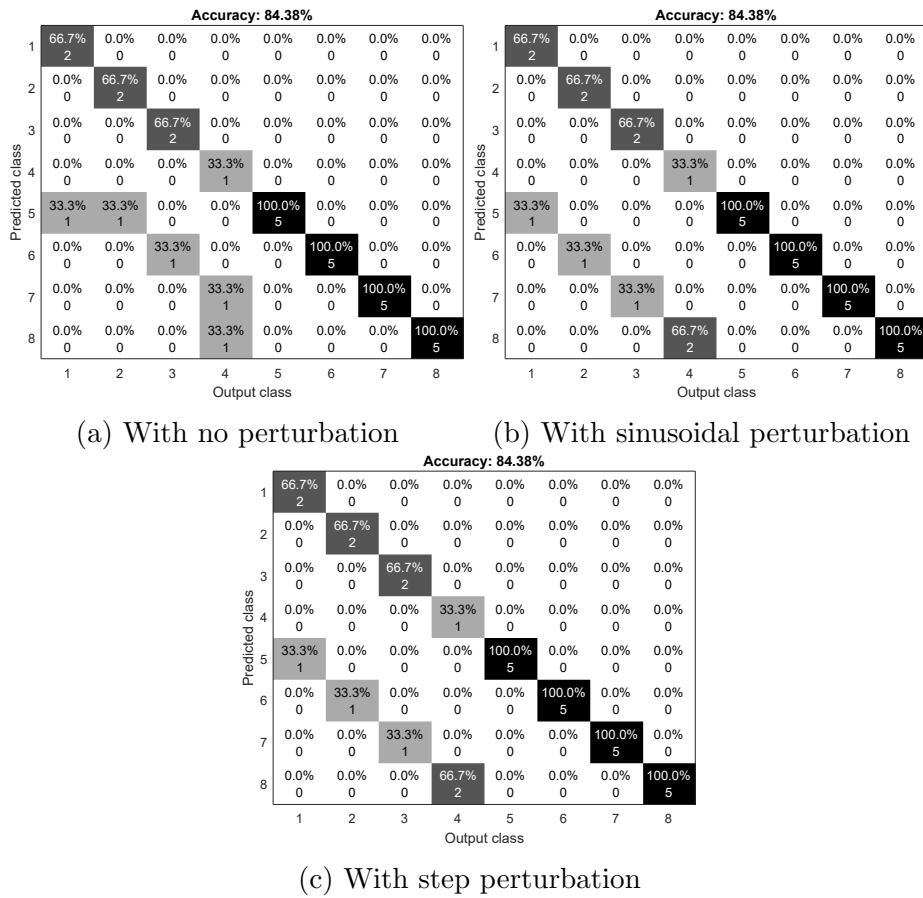 Accuracy: 84.38%
Predicted class
1 66.7% 0.0% 0.0% 0.0% 0.0% 0.0% 0.0% 0.0%
2 0 0 0 0 0 0 0
2 0.0% 66.7% 0.0% 0.0% 0.0% 0.0% 0.0% 0.0%
0 2 0 0 0 0 0 0
3 0.0% 0.0% 66.7% 0.0% 0.0% 0.0% 0.0% 0.0%
0 0 2 0 0 0 0 0
4 0.0% 0.0% 0.0% 33.3% 0.0% 0.0% 0.0% 0.0%
0 0 0 1 0 0 0 0
5 33.3% 33.3% 0.0% 0.0% 100.0% 0.0% 0.0% 0.0%
1 1 0 0 5 0 0 0
6 0.0% 0.0% 33.3% 0.0% 0.0% 100.0% 0.0% 0.0%
0 0 1 0 0 5 0 0
7 0.0% 0.0% 0.0% 33.3% 0.0% 0.0% 100.0% 0.0%
0 0 0 1 0 0 5 0
8 0.0% 0.0% 0.0% 33.3% 0.0% 0.0% 0.0% 100.0%
0 0 0 1 0 0 0 5
1 2 3 4 5 6 7 8
Output class
(a) With no perturbation
Accuracy: 84.38%
Predicted class
1 66.7% 0.0% 0.0% 0.0% 0.0% 0.0% 0.0% 0.0%
2 0 0 0 0 0 0 0
2 0.0% 66.7% 0.0% 0.0% 0.0% 0.0% 0.0% 0.0%
0 2 0 0 0 0 0 0
3 0.0% 0.0% 66.7% 0.0% 0.0% 0.0% 0.0% 0.0%
0 0 2 0 0 0 0 0
4 0.0% 0.0% 0.0% 33.3% 0.0% 0.0% 0.0% 0.0%
0 0 0 1 0 0 0 0
5 33.3% 0.0% 0.0% 0.0% 100.0% 0.0% 0.0% 0.0%
1 0 0 0 5 0 0 0
6 0.0% 33.3% 0.0% 0.0% 0.0% 100.0% 0.0% 0.0%
0 1 0 0 0 5 0 0
7 0.0% 0.0% 33.3% 0.0% 0.0% 0.0% 100.0% 0.0%
0 0 1 0 0 0 5 0
8 0.0% 0.0% 0.0% 66.7% 0.0% 0.0% 0.0% 100.0%
0 0 0 2 0 0 0 5
1 2 3 4 5 6 7 8
Output class
(b) With sinusoidal perturbation
Accuracy: 84.38%
Predicted class
1 66.7% 0.0% 0.0% 0.0% 0.0% 0.0% 0.0% 0.0%
2 0 0 0 0 0 0 0
2 0.0% 66.7% 0.0% 0.0% 0.0% 0.0% 0.0% 0.0%
0 2 0 0 0 0 0 0
3 0.0% 0.0% 66.7% 0.0% 0.0% 0.0% 0.0% 0.0%
0 0 2 0 0 0 0 0
4 0.0% 0.0% 0.0% 33.3% 0.0% 0.0% 0.0% 0.0%
0 0 0 1 0 0 0 0
5 33.3% 0.0% 0.0% 0.0% 100.0% 0.0% 0.0% 0.0%
1 0 0 0 5 0 0 0
6 0.0% 33.3% 0.0% 0.0% 0.0% 100.0% 0.0% 0.0%
0 1 0 0 0 5 0 0
7 0.0% 0.0% 33.3% 0.0% 0.0% 0.0% 100.0% 0.0%
0 0 1 0 0 0 5 0
8 0.0% 0.0% 0.0% 66.7% 0.0% 0.0% 0.0% 100.0%
0 0 0 2 0 0 0 5
1 2 3 4 5 6 7 8
Output class
(c) With step perturbation